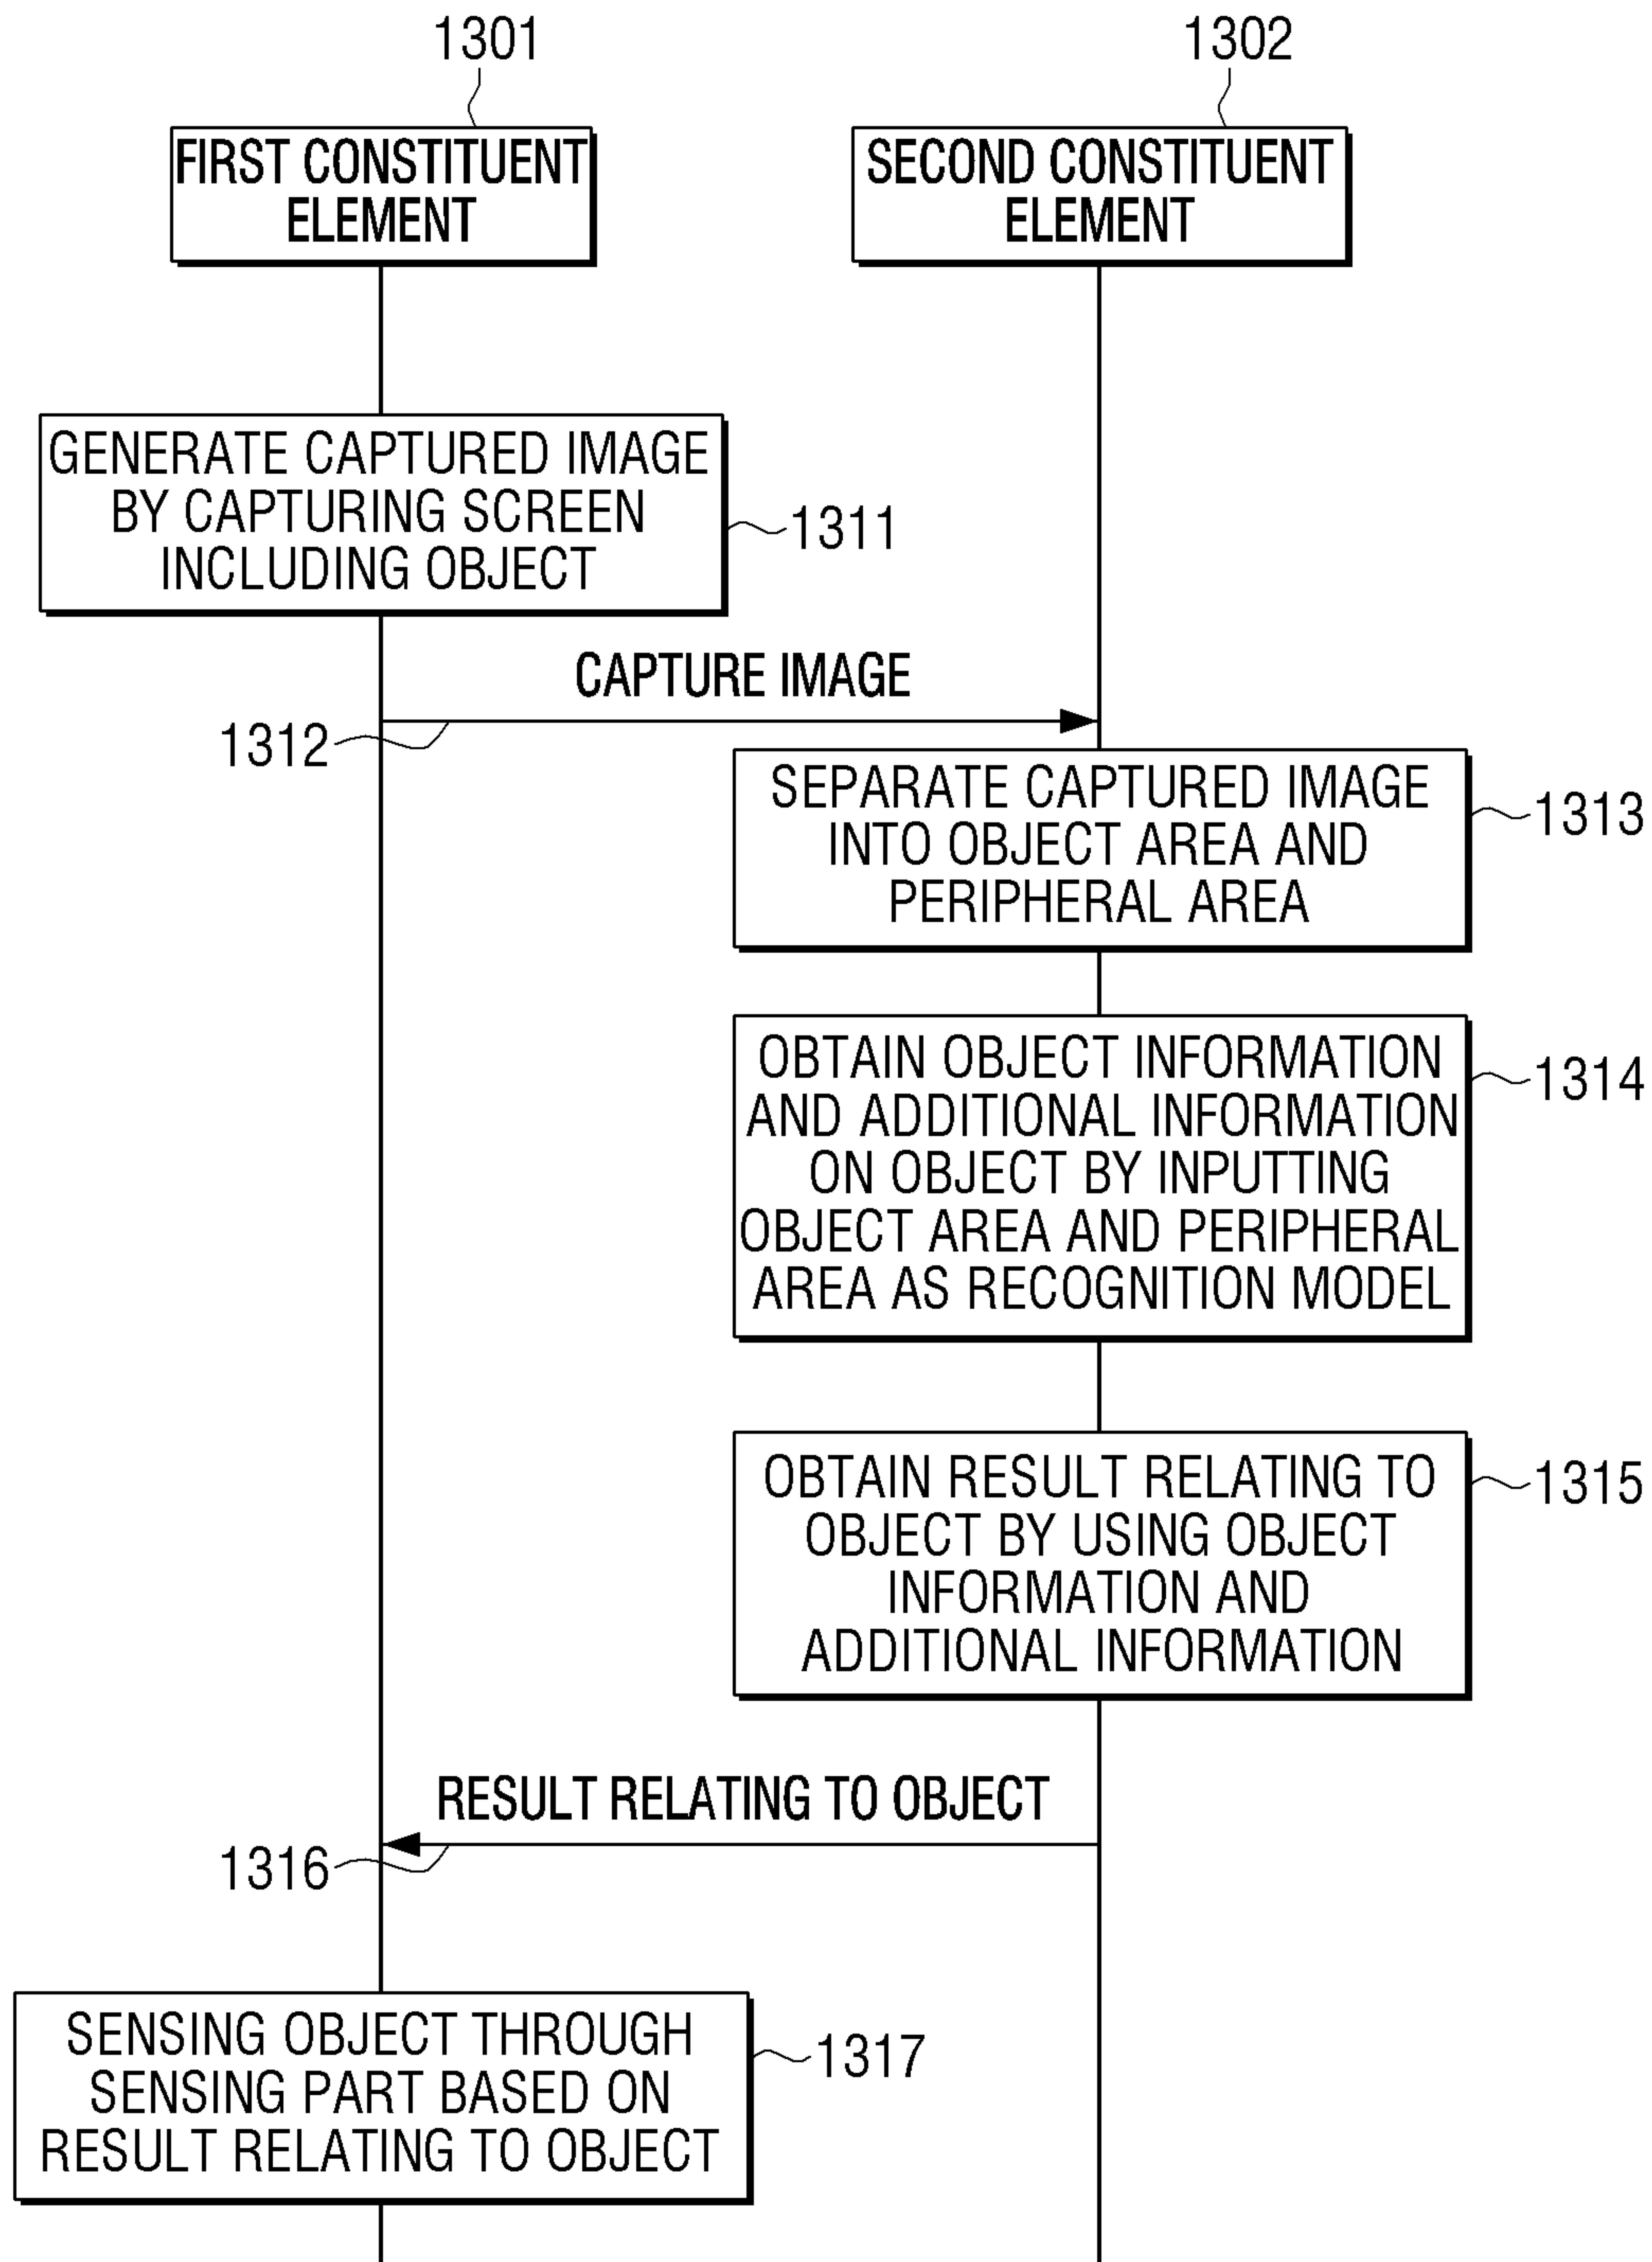 1301
1302
FIRST CONSTITUENT
ELEMENT
SECOND CONSTITUENT
ELEMENT
GENERATE CAPTURED IMAGE
BY CAPTURING SCREEN
INCLUDING OBJECT
1311
CAPTURE IMAGE
1312
SEPARATE CAPTURED IMAGE
INTO OBJECT AREA AND
PERIPHERAL AREA
1313
OBTAIN OBJECT INFORMATION
AND ADDITIONAL INFORMATION
ON OBJECT BY INPUTTING
OBJECT AREA AND PERIPHERAL
AREA AS RECOGNITION MODEL
1314
OBTAIN RESULT RELATING TO
OBJECT BY USING OBJECT
INFORMATION AND
ADDITIONAL INFORMATION
1315
RESULT RELATING TO OBJECT
1316
SENSING OBJECT THROUGH
SENSING PART BASED ON
RESULT RELATING TO OBJECT
1317